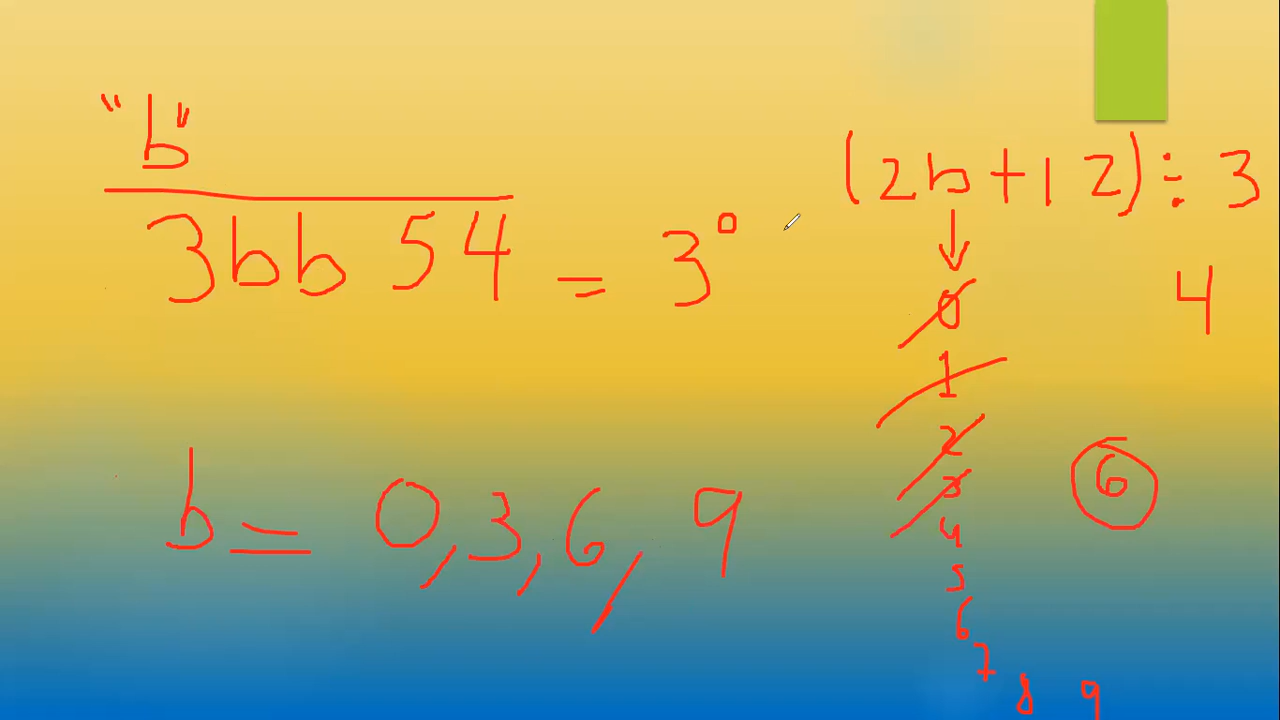 "b"
3bb54 = 3°
b = 0, 3, 6, 9
(2b+12) ÷ 3
0
1
2
3
4
5
6
7
8 9
4
6